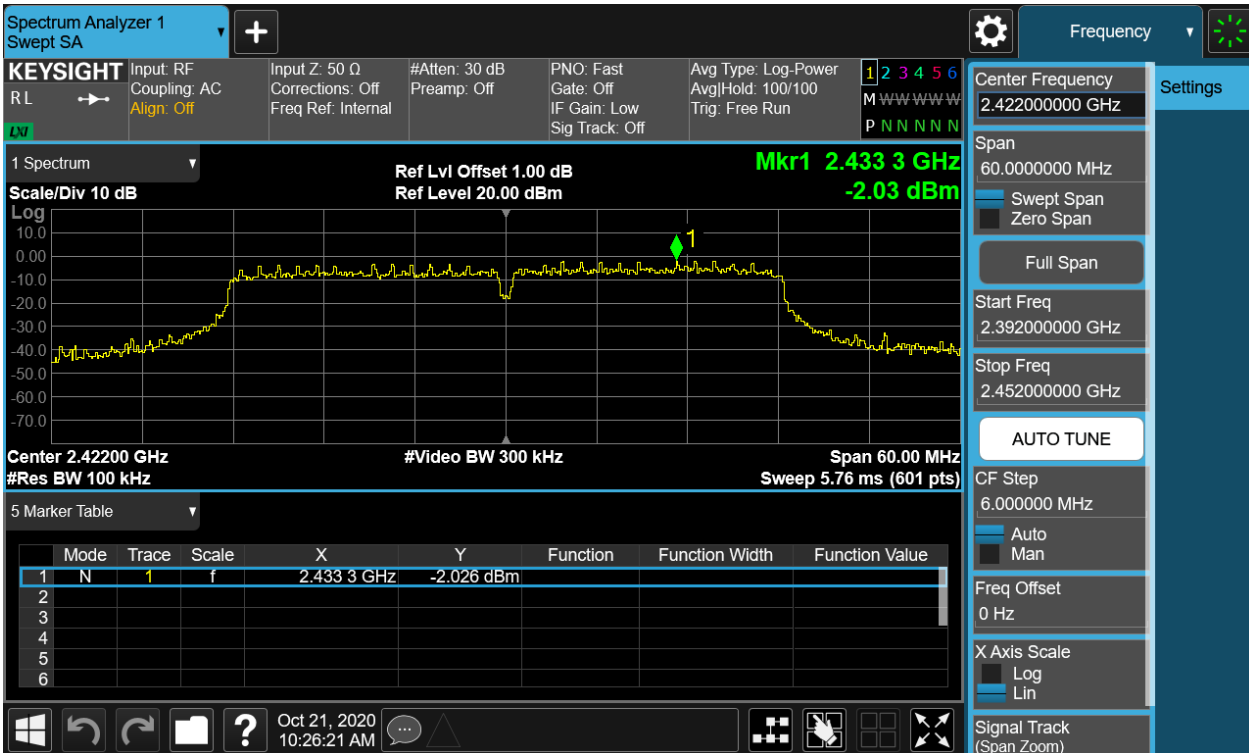 Spectrum Analyzer 1
Swept SA
+
Frequency
KEYSIGHT
R L
LXI
Input: RF
Coupling: AC
Align: Off
Input Z: 50 Ω
Corrections: Off
Freq Ref: Internal
#Atten: 30 dB
Preamp: Off
PNO: Fast
Gate: Off
IF Gain: Low
Sig Track: Off
Avg Type: Log-Power
Avg|Hold: 100/100
Trig: Free Run
1 2 3 4 5 6
M W W W W W
P N N N N N
1 Spectrum
Scale/Div 10 dB
Ref Lvl Offset 1.00 dB
Ref Level 20.00 dBm
Mkr1 2.433 3 GHz
-2.03 dBm
Log
10.0
0.00
-10.0
-20.0
-30.0
-40.0
-50.0
-60.0
-70.0
1
Center 2.42200 GHz
#Res BW 100 kHz
#Video BW 300 kHz
Span 60.00 MHz
Sweep 5.76 ms (601 pts)
5 Marker Table
Mode Trace Scale X Y Function Function Width Function Value
1 N 1 f 2.433 3 GHz -2.026 dBm
2
3
4
5
6
Oct 21, 2020
10:26:21 AM
?
Center Frequency
2.422000000 GHz
Settings
Span
60.0000000 MHz
Swept Span
Zero Span
Full Span
Start Freq
2.392000000 GHz
Stop Freq
2.452000000 GHz
AUTO TUNE
CF Step
6.000000 MHz
Auto
Man
Freq Offset
0 Hz
X Axis Scale
Log
Lin
Signal Track
(Span Zoom)